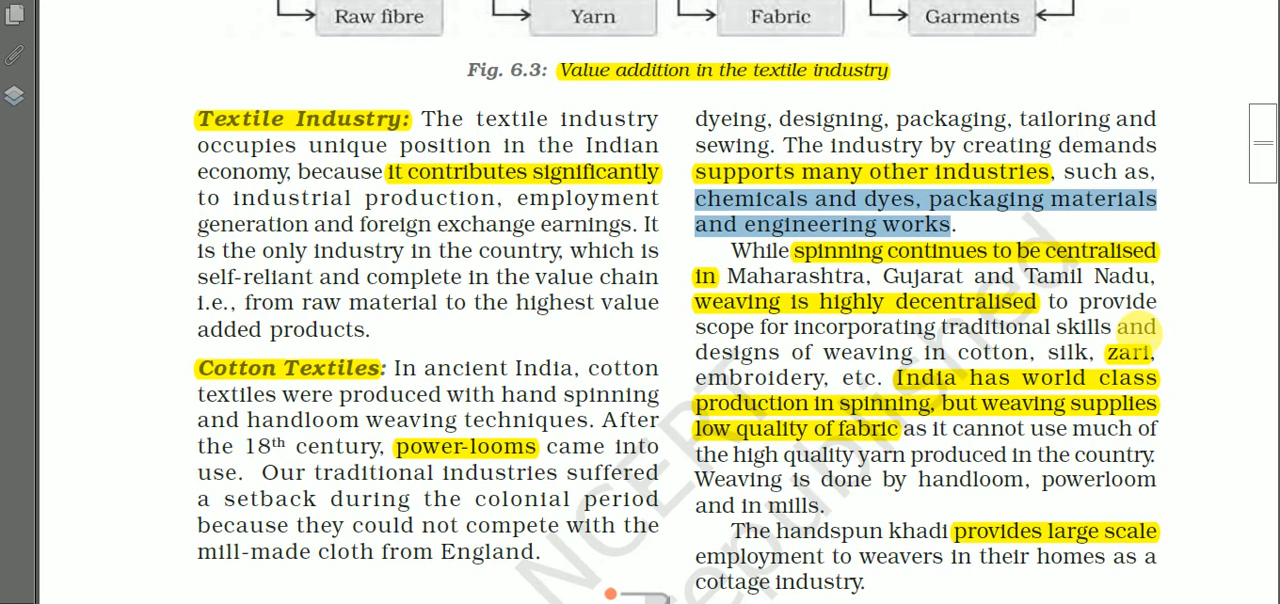 Raw fibre
Yarn
Fabric
Garments
Fig. 6.3: Value addition in the textile industry
Textile Industry: The textile industry
occupies unique position in the Indian
economy, because it contributes significantly
to industrial production, employment
generation and foreign exchange earnings. It
is the only industry in the country, which is
self-reliant and complete in the value chain
i.e., from raw material to the highest value
added products.
Cotton Textiles: In ancient India, cotton
textiles were produced with hand spinning
and handloom weaving techniques. After
the 18th century, power-looms came into
use. Our traditional industries suffered
a setback during the colonial period
because they could not compete with the
mill-made cloth from England.
dyeing, designing, packaging, tailoring and
sewing. The industry by creating demands
supports many other industries, such as,
chemicals and dyes, packaging materials
and engineering works.
While spinning continues to be centralised
in Maharashtra, Gujarat and Tamil Nadu,
weaving is highly decentralised to provide
scope for incorporating traditional skills and
designs of weaving in cotton, silk, zari,
embroidery, etc. India has world class
production in spinning, but weaving supplies
low quality of fabric as it cannot use much of
the high quality yarn produced in the country.
Weaving is done by handloom, powerloom
and in mills.
The handspun khadi provides large scale
employment to weavers in their homes as a
cottage industry.
NCERT
republished